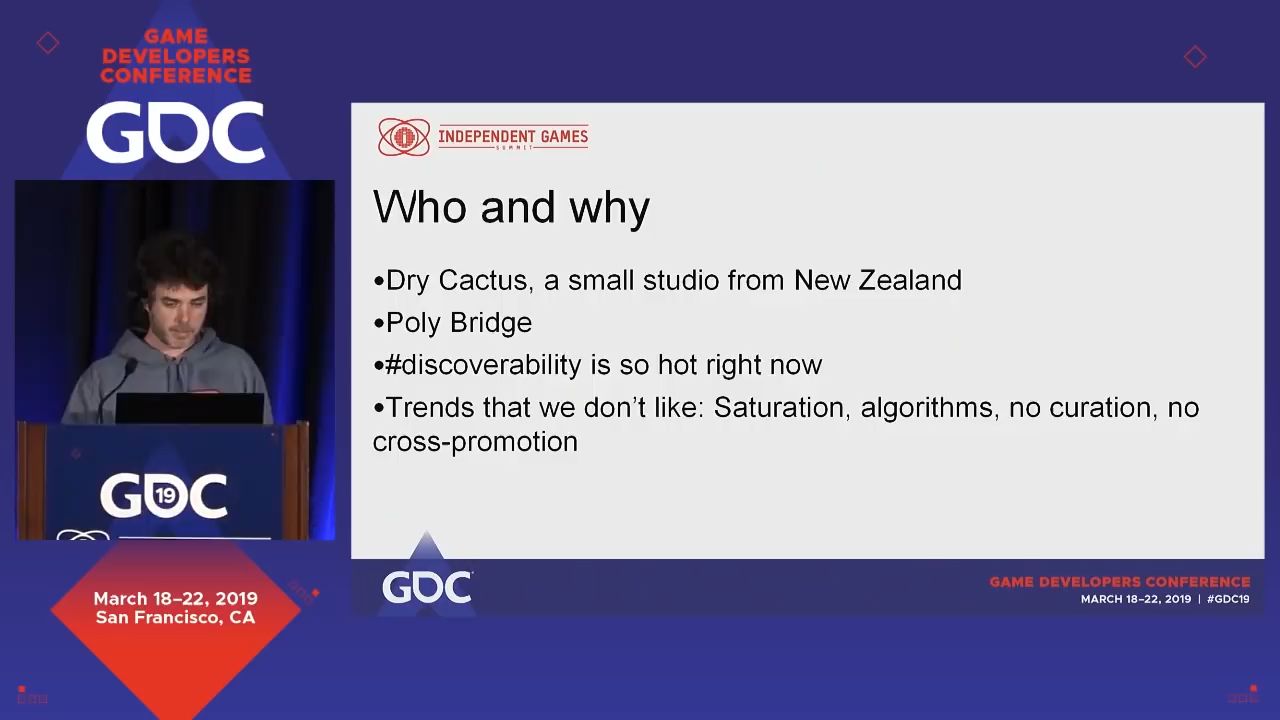 GAME
DEVELOPERS
CONFERENCE
GDC
INDEPENDENT GAMES
SUMMIT
Who and why
•Dry Cactus, a small studio from New Zealand
•Poly Bridge
•#discoverability is so hot right now
•Trends that we don’t like: Saturation, algorithms, no curation, no
cross-promotion
GDC
19
March 18–22, 2019
San Francisco, CA
GDC
GAME DEVELOPERS CONFERENCE
MARCH 18–22, 2019 | #GDC19